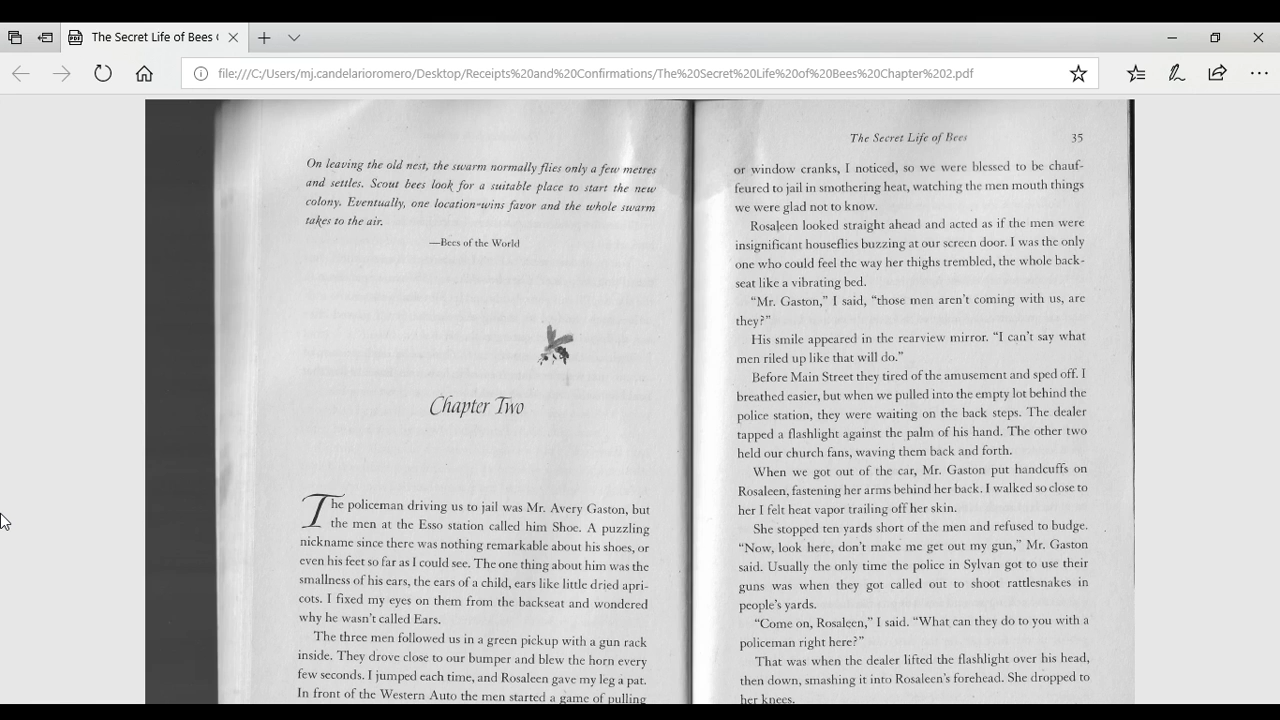 The Secret Life of Bees
file:///C:/Users/mj.candelarioromero/Desktop/Receipts%20and%20Confirmations/The%20Secret%20Life%20of%20Bees%20Chapter%202.pdf
On leaving the old nest, the swarm normally flies only a few metres
and settles. Scout bees look for a suitable place to start the new
colony. Eventually, one location wins favor and the whole swarm
takes to the air.
—Bees of the World
Chapter Two
The policeman driving us to jail was Mr. Avery Gaston, but
the men at the Esso station called him Shoe. A puzzling
nickname since there was nothing remarkable about his shoes, or
even his feet so far as I could see. The one thing about him was the
smallness of his ears, the ears of a child, ears like little dried apri-
cots. I fixed my eyes on them from the backseat and wondered
why he wasn't called Ears.
The three men followed us in a green pickup with a gun rack
inside. They drove close to our bumper and blew the horn every
few seconds. I jumped each time, and Rosaleen gave my leg a pat.
In front of the Western Auto the men started a game of pulling
The Secret Life of Bees 35
or window cranks, I noticed, so we were blessed to be chauf-
feured to jail in smothering heat, watching the men mouth things
we were glad not to know.
Rosaleen looked straight ahead and acted as if the men were
insignificant houseflies buzzing at our screen door. I was the only
one who could feel the way her thighs trembled, the whole back-
seat like a vibrating bed.
“Mr. Gaston,” I said, “those men aren't coming with us, are
they?”
His smile appeared in the rearview mirror. “I can't say what
men riled up like that will do.”
Before Main Street they tired of the amusement and sped off. I
breathed easier, but when we pulled into the empty lot behind the
police station, they were waiting on the back steps. The dealer
tapped a flashlight against the palm of his hand. The other two
held our church fans, waving them back and forth.
When we got out of the car, Mr. Gaston put handcuffs on
Rosaleen, fastening her arms behind her back. I walked so close to
her I felt heat vapor trailing off her skin.
She stopped ten yards short of the men and refused to budge.
“Now, look here, don't make me get out my gun,” Mr. Gaston
said. Usually the only time the police in Sylvan got to use their
guns was when they got called out to shoot rattlesnakes in
people's yards.
“Come on, Rosaleen,” I said. “What can they do to you with a
policeman right here?”
That was when the dealer lifted the flashlight over his head,
then down, smashing it into Rosaleen's forehead. She dropped to
her knees.